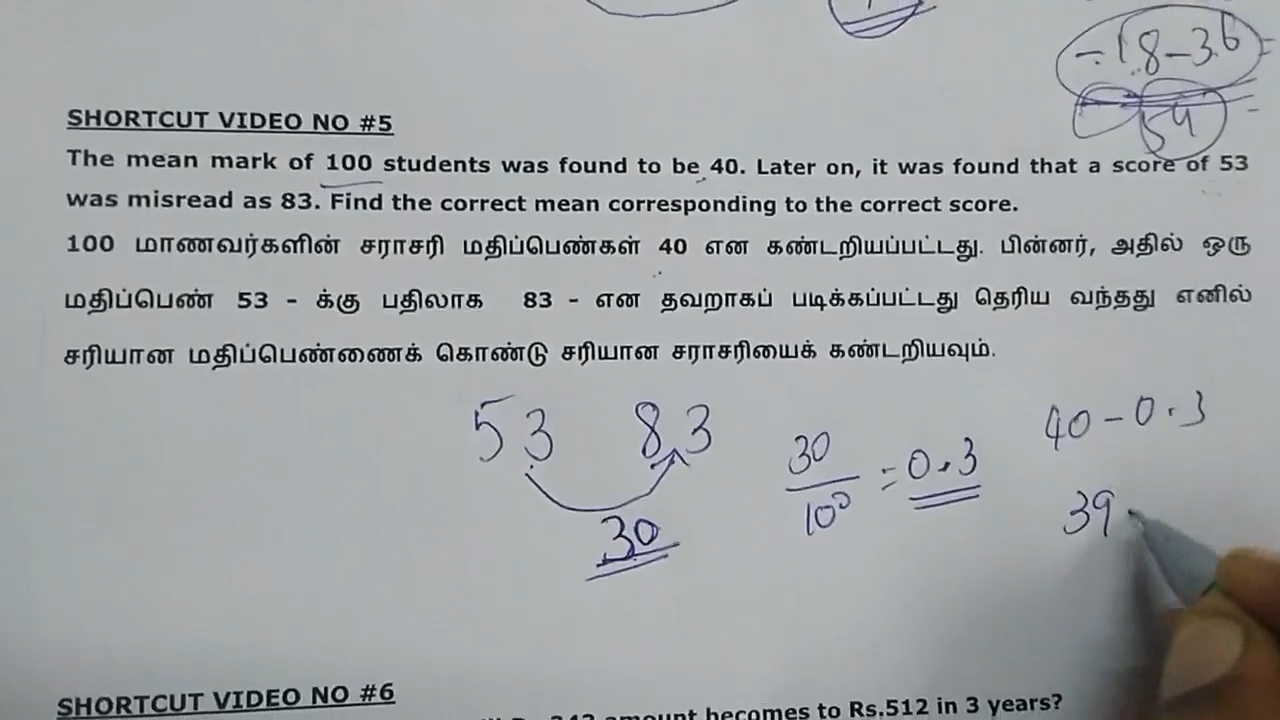 ÷18-36
54
SHORTCUT VIDEO NO #5
The mean mark of 100 students was found to be 40. Later on, it was found that a score of 53
was misread as 83. Find the correct mean corresponding to the correct score.
100 மாணவர்களின் சராசரி மதிப்பெண்கள் 40 என கண்டறியப்பட்டது. பின்னர், அதில் ஒரு
மதிப்பெண் 53 - க்கு பதிலாக 83 - என தவறாகப் படிக்கப்பட்டது தெரிய வந்தது எனில்
சரியான மதிப்பெண்ணைக் கொண்டு சரியான சராசரியைக் கண்டறியவும்.
53 83
30
30
100
=0.3
40-0.3
39
SHORTCUT VIDEO NO #6
amount becomes to Rs.512 in 3 years?